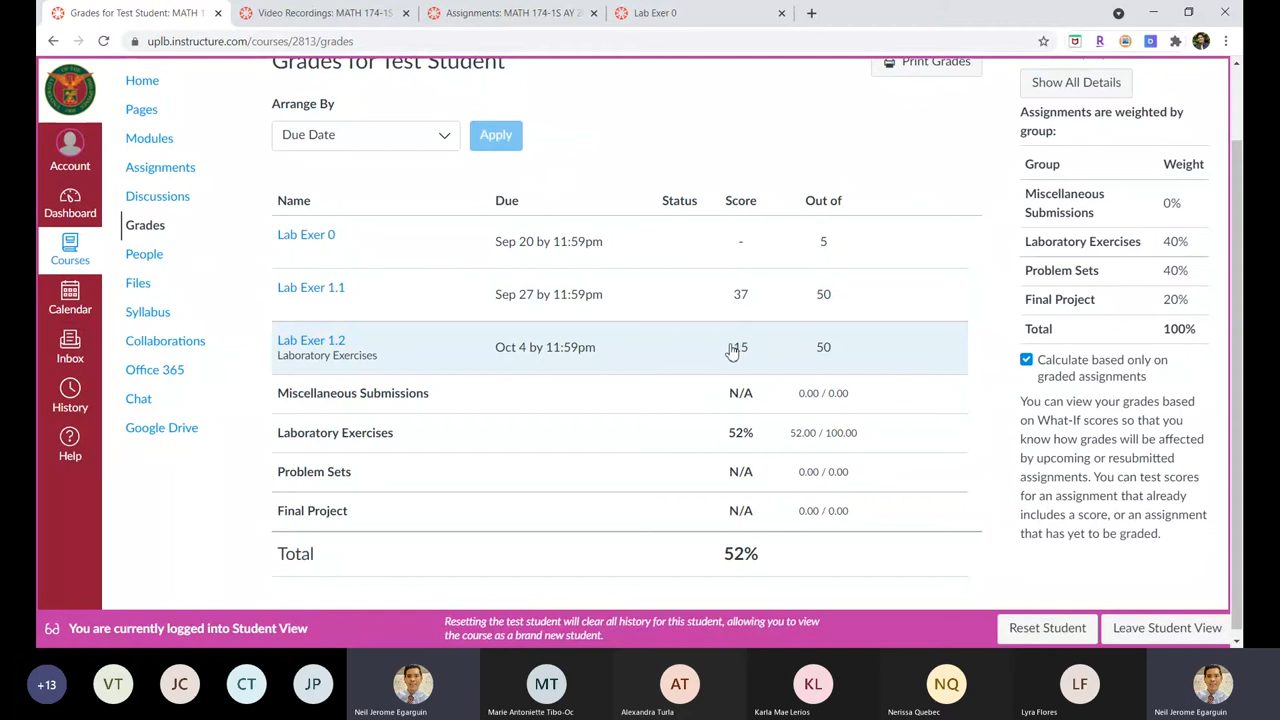 Grades for Test Student: MATH 1
Video Recordings: MATH 174-1S
Assignments: MATH 174-1S AY 2
Lab Exer 0
uplb.instructure.com/courses/2813/grades
Grades for Test Student
Print Grades
Home
Pages
Modules
Assignments
Discussions
Grades
People
Files
Syllabus
Collaborations
Office 365
Chat
Google Drive
Account
Dashboard
Courses
Calendar
Inbox
History
Help
Arrange By
Due Date
Apply
Name Due Status Score Out of
Lab Exer 0 Sep 20 by 11:59pm - 5
Lab Exer 1.1 Sep 27 by 11:59pm 37 50
Lab Exer 1.2 Oct 4 by 11:59pm 15 50
Laboratory Exercises
Miscellaneous Submissions N/A 0.00 / 0.00
Laboratory Exercises 52% 52.00 / 100.00
Problem Sets N/A 0.00 / 0.00
Final Project N/A 0.00 / 0.00
Total 52%
Show All Details
Assignments are weighted by
group:
Group Weight
Miscellaneous
Submissions 0%
Laboratory Exercises 40%
Problem Sets 40%
Final Project 20%
Total 100%
Calculate based only on
graded assignments
You can view your grades based
on What-If scores so that you
know how grades will be affected
by upcoming or resubmitted
assignments. You can test scores
for an assignment that already
includes a score, or an assignment
that has yet to be graded.
You are currently logged into Student View
Resetting the test student will clear all history for this student, allowing you to view
the course as a brand new student.
Reset Student
Leave Student View
+13
VT
JC
CT
JP
Neil Jerome Egarguin
MT
Marie Antoniette Tibo-Oc
AT
Alexandra Turla
KL
Karla Mae Lerios
NQ
Nerissa Quebec
LF
Lyra Flores
Neil Jerome Egarguin